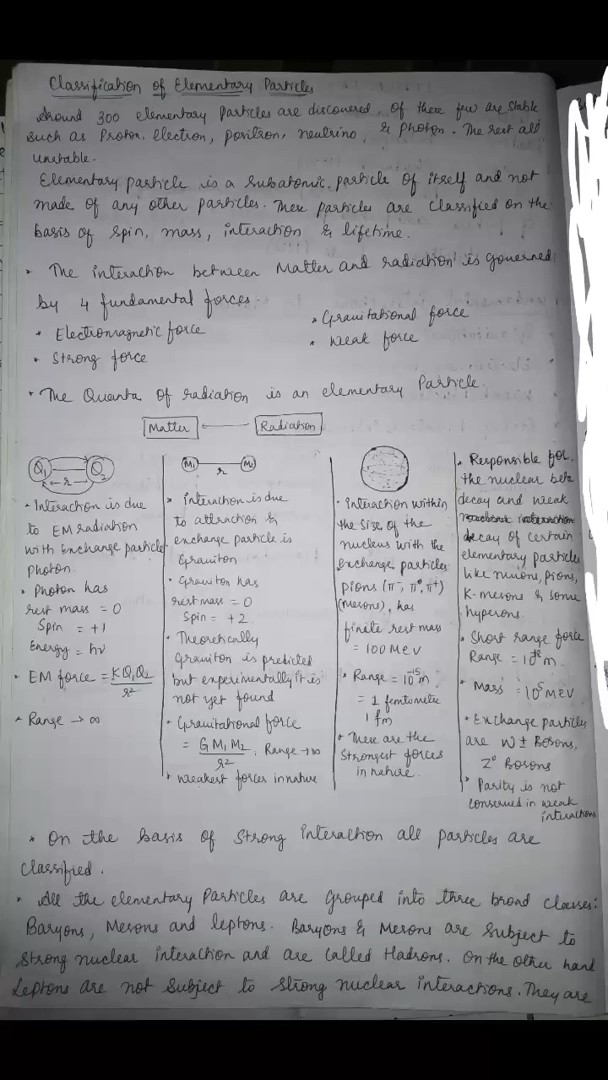 Classification of Elementary Particles
Around 300 elementary Particles are discovered, of these few are stable
such as Proton, electron, positron, neutrino, & Photon. The rest all
unstable.
Elementary particle is a subatomic particle of itself and not
made of any other particles. These particles are classified on the
basis of spin, mass, interaction & lifetime.
• The interaction between Matter and radiation is governed
by 4 fundamental forces.
• Electromagnetic force
• Gravitational force
• Strong force
• Weak force
• The Quanta of radiation is an elementary Particle.
Matter
Radiation
Q1
Q2
r
• Interaction is due
to EM radiation
with Exchange particle
Photon.
• Photon has
rest mass = 0
Spin = +1
Energy = hν
• EM force = KQ1Q2/r²
• Range → ∞
M1
M2
r
• interaction is due
to attraction &
exchange particle is
Graviton
• Graviton has
rest mass = 0
Spin = +2
• Theoretically
Graviton is predicted
but experimentally it is
not yet found
• Gravitational force
= G M1 M2/r², Range → ∞
• Weakest forces in nature
• Interaction within
the size of the
nucleus with the
exchange particles
pions (π⁻, π⁰, π⁺)
(mesons), has
finite rest mass
= 100 MeV
• Range = 10⁻¹⁵m
= 1 femtometre
1 fm
• These are the
Strongest forces
in nature.
• Responsible for
the nuclear beta
decay and weak
decay of certain
elementary particles
like muons, pions,
K-mesons & some
hyperons.
• Short range force
Range = 10 m
• Mass = 10⁵ MeV
• Exchange particles
are W± Bosons,
Z⁰ Bosons
• Parity is not
conserved in weak
interactions
• On the basis of Strong interaction all particles are
classified.
• All the elementary Particles are grouped into three broad classes:
Baryons, Mesons and leptons. Baryons & Mesons are Subject to
Strong nuclear interaction and are called Hadrons. On the other hand
Leptons are not Subject to strong nuclear interactions. They are